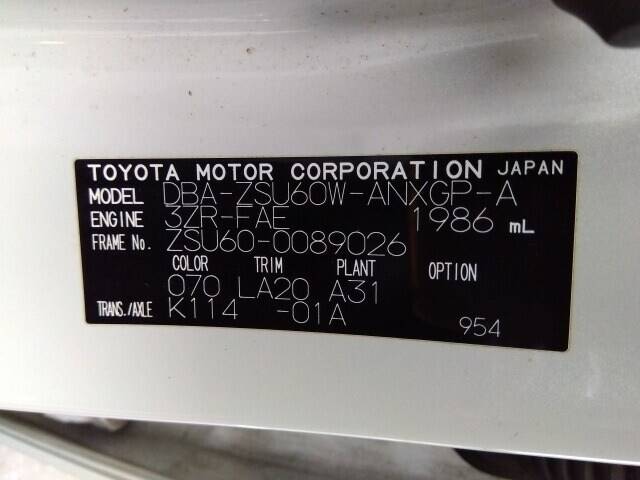 TOYOTA MOTOR CORPORATION JAPAN
MODEL DBA-ZSU60W-ANXGP-A
ENGINE 3ZR-FAE 1986 mL
FRAME No. ZSU60-0089026
COLOR TRIM PLANT OPTION
070 LA20 A31
TRANS./AXLE K114 -01A
954